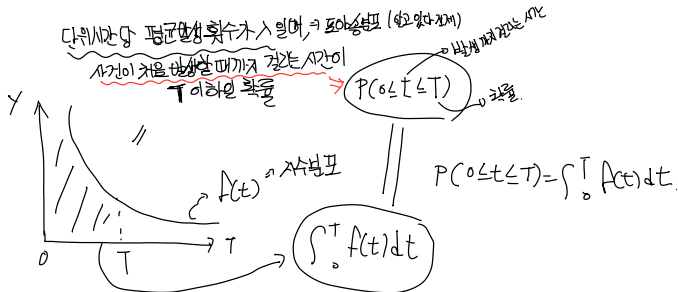 단위시간당 평균발생횟수가 λ일때, → 포아송분포 (알고있다 전제)
사건이 처음 발생할 때까지 걸리는 시간이
T 이하일 확률
발생까지 걸리는 시간
P(0≤t≤T)
확률.
Y
f(t) 지수분포
P(0≤t≤T)=∫₀ᵀ f(t)dt.
0 T T
∫₀ᵀ f(t)dt